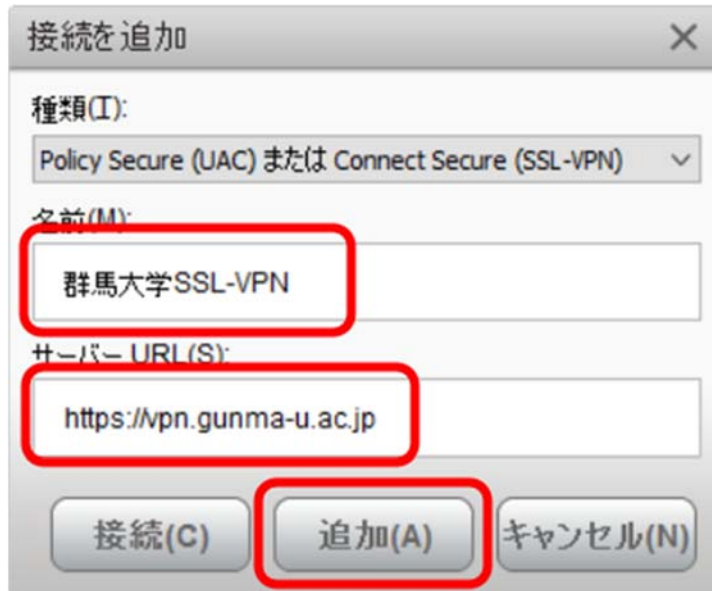 接続を追加
種類(T):
Policy Secure (UAC) または Connect Secure (SSL-VPN)
名前(M):
群馬大学SSL-VPN
サーバー URL(S):
https://vpn.gunma-u.ac.jp
接続(C) 追加(A) キャンセル(N)